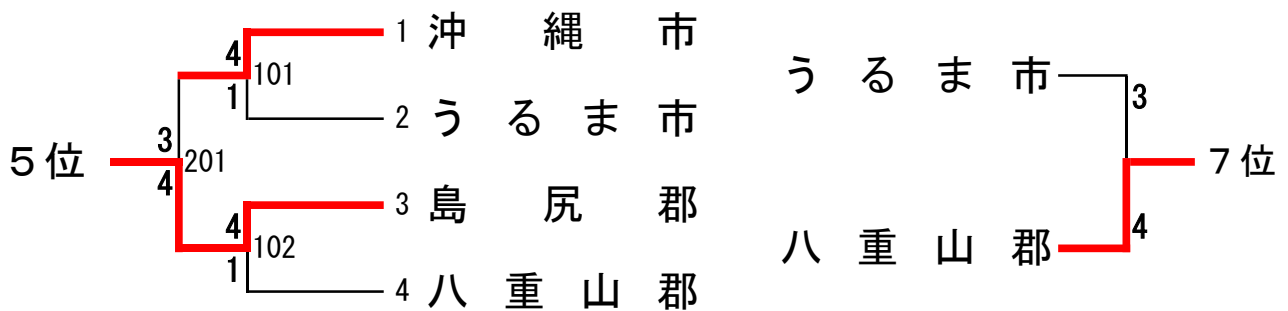 4 1 沖縄市
101
1 2 うるま市
3
5位 201
4
4 3 島尻郡
102
1 4 八重山郡
うるま市
3
7位
八重山郡 4